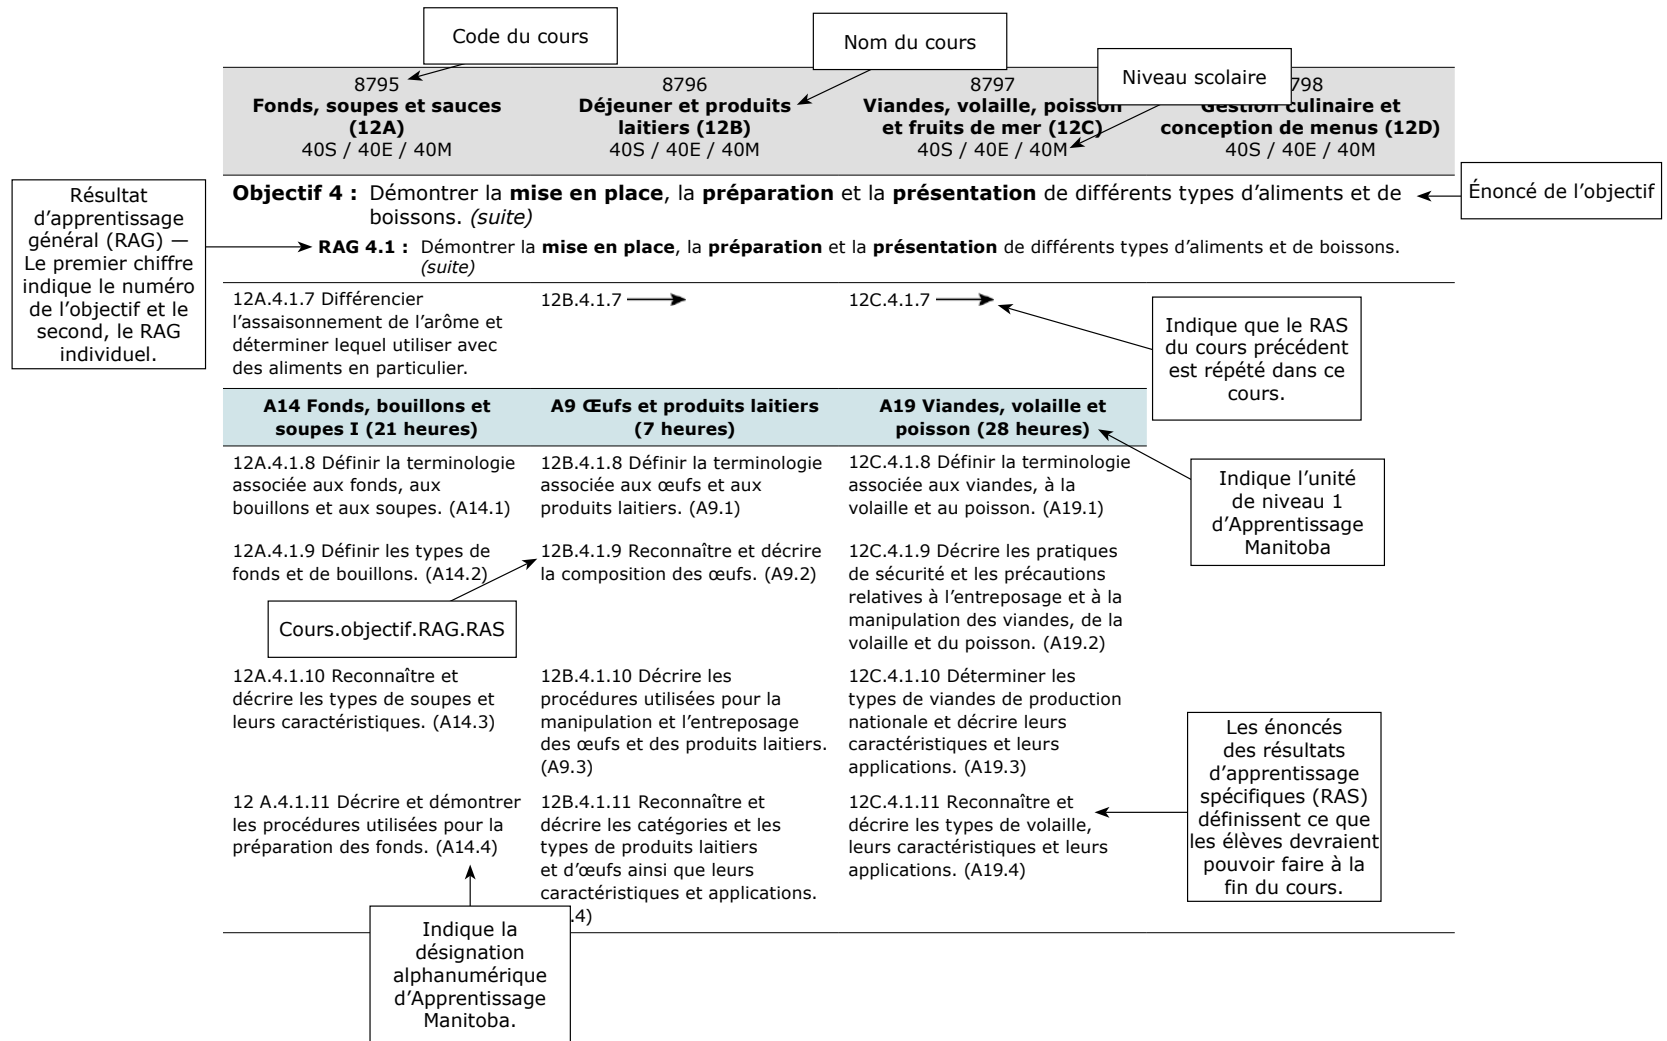 Code du cours
Nom du cours
Niveau scolaire
8795
Fonds, soupes et sauces
(12A)
40S / 40E / 40M
8796
Déjeuner et produits
laitiers (12B)
40S / 40E / 40M
8797
Viandes, volaille, poisson
et fruits de mer (12C)
40S / 40E / 40M
798
Gestion culinaire et
conception de menus (12D)
40S / 40E / 40M
Résultat
d’apprentissage
général (RAG) —
Le premier chiffre
indique le numéro
de l’objectif et le
second, le RAG
individuel.
Objectif 4 : Démontrer la mise en place, la préparation et la présentation de différents types d’aliments et de
boissons. (suite)
Énoncé de l’objectif
RAG 4.1 : Démontrer la mise en place, la préparation et la présentation de différents types d’aliments et de boissons.
(suite)
12A.4.1.7 Différencier
l’assaisonnement de l’arôme et
déterminer lequel utiliser avec
des aliments en particulier.
12B.4.1.7
12C.4.1.7
Indique que le RAS
du cours précédent
est répété dans ce
cours.
A14 Fonds, bouillons et
soupes I (21 heures)
A9 Œufs et produits laitiers
(7 heures)
A19 Viandes, volaille et
poisson (28 heures)
Indique l’unité
de niveau 1
d’Apprentissage
Manitoba
12A.4.1.8 Définir la terminologie
associée aux fonds, aux
bouillons et aux soupes. (A14.1)
12B.4.1.8 Définir la terminologie
associée aux œufs et aux
produits laitiers. (A9.1)
12C.4.1.8 Définir la terminologie
associée aux viandes, à la
volaille et au poisson. (A19.1)
12A.4.1.9 Définir les types de
fonds et de bouillons. (A14.2)
12B.4.1.9 Reconnaître et décrire
la composition des œufs. (A9.2)
12C.4.1.9 Décrire les pratiques
de sécurité et les précautions
relatives à l’entreposage et à la
manipulation des viandes, de la
volaille et du poisson. (A19.2)
Cours.objectif.RAG.RAS
12A.4.1.10 Reconnaître et
décrire les types de soupes et
leurs caractéristiques. (A14.3)
12B.4.1.10 Décrire les
procédures utilisées pour la
manipulation et l’entreposage
des œufs et des produits laitiers.
(A9.3)
12C.4.1.10 Déterminer les
types de viandes de production
nationale et décrire leurs
caractéristiques et leurs
applications. (A19.3)
Les énoncés
des résultats
d’apprentissage
spécifiques (RAS)
définissent ce que
les élèves devraient
pouvoir faire à la
fin du cours.
12 A.4.1.11 Décrire et démontrer
les procédures utilisées pour la
préparation des fonds. (A14.4)
12B.4.1.11 Reconnaître et
décrire les catégories et les
types de produits laitiers
et d’œufs ainsi que leurs
caractéristiques et applications.
.4)
12C.4.1.11 Reconnaître et
décrire les types de volaille,
leurs caractéristiques et leurs
applications. (A19.4)
Indique la
désignation
alphanumérique
d’Apprentissage
Manitoba.